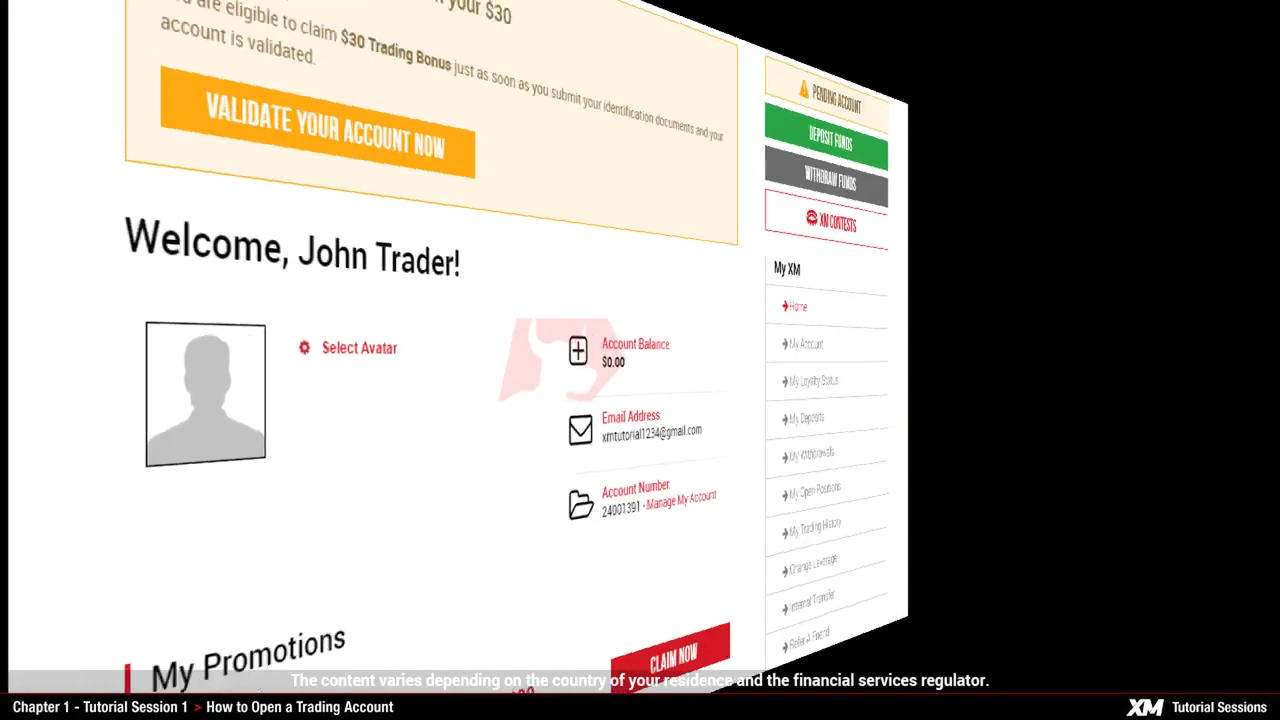 your $30
are eligible to claim $30 Trading Bonus just as soon as you submit your identification documents and your
account is validated.
VALIDATE YOUR ACCOUNT NOW
PENDING ACCOUNT
DEPOSIT FUNDS
WITHDRAW FUNDS
XM CONTESTS
Welcome, John Trader!
Select Avatar
Account Balance:
$0.00
Email Address:
xmtutorial1234@gmail.com
Account Number:
24001391 - Manage My Account
My XM
Home
My Account
My Loyalty Status
My Deposits
My Withdrawals
My Open Positions
My Trading History
Change Leverage
Internal Transfer
Refer A Friend
My Promotions
CLAIM NOW
The content varies depending on the country of your residence and the financial services regulator.
Chapter 1 - Tutorial Session 1 > How to Open a Trading Account
XM Tutorial Sessions